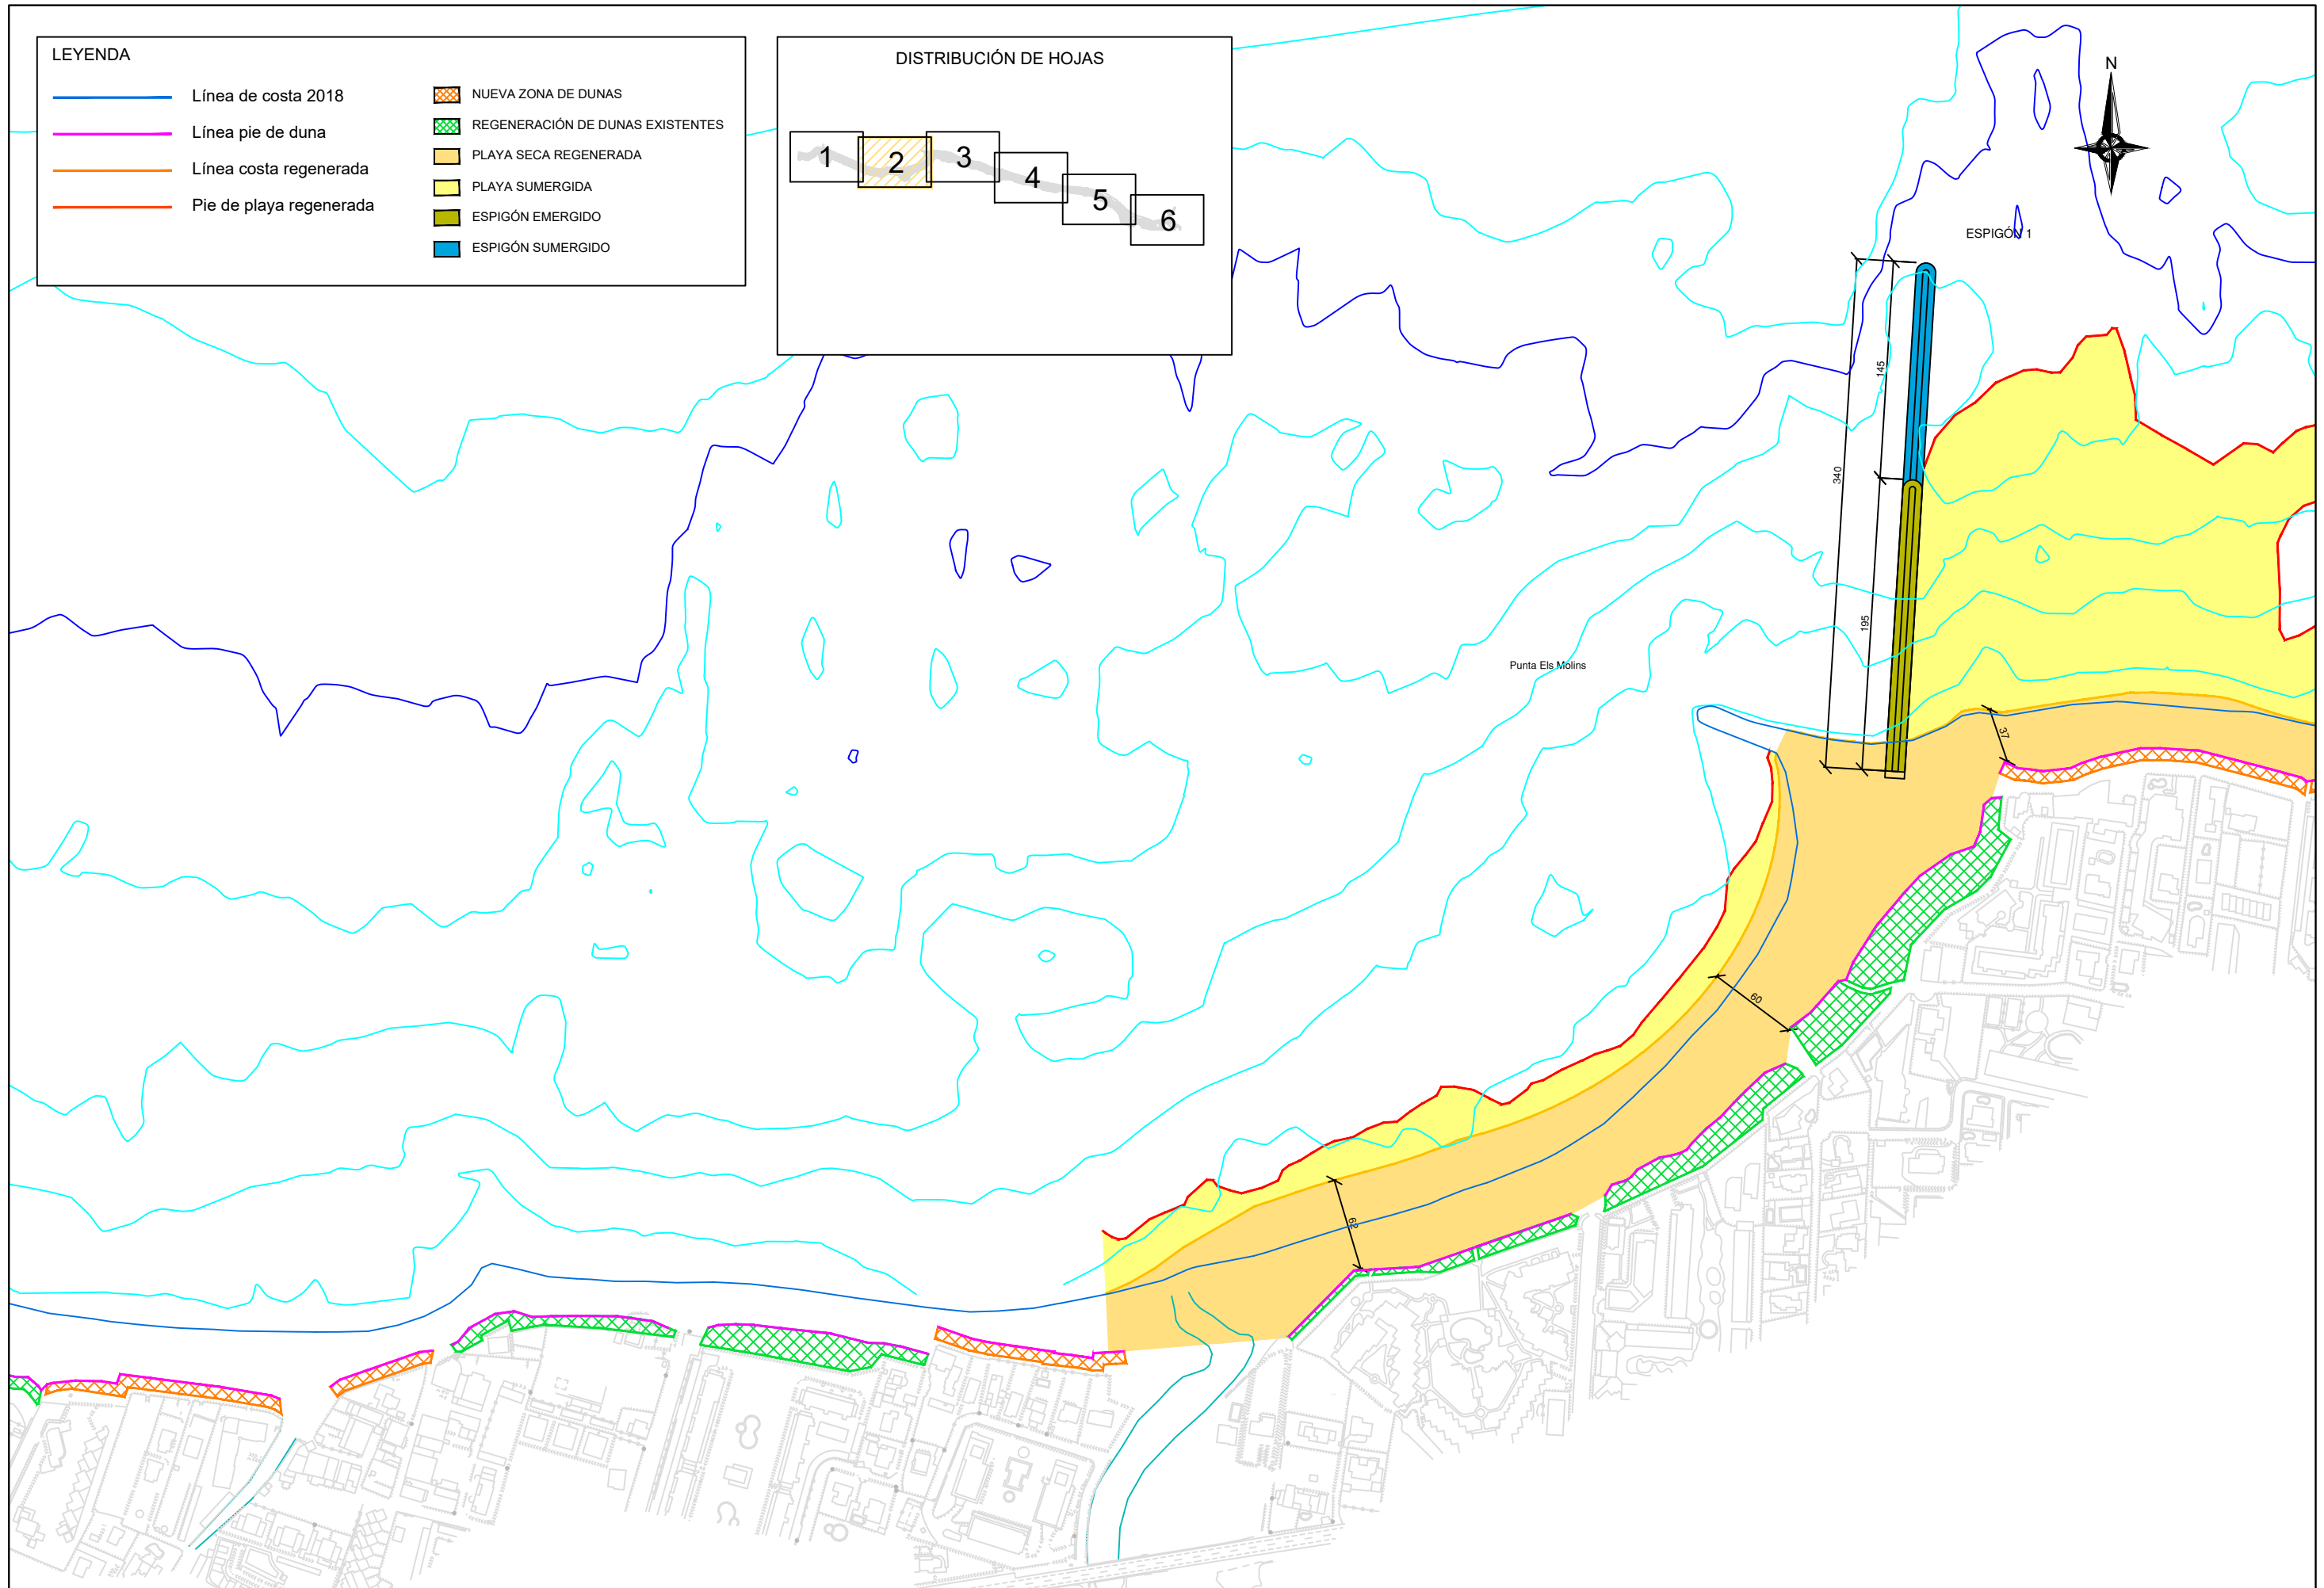 LEYENDA
Línea de costa 2018
Línea pie de duna
Línea costa regenerada
Pie de playa regenerada
NUEVA ZONA DE DUNAS
REGENERACIÓN DE DUNAS EXISTENTES
PLAYA SECA REGENERADA
PLAYA SUMERGIDA
ESPIGÓN EMERGIDO
ESPIGÓN SUMERGIDO
DISTRIBUCIÓN DE HOJAS
1
2
3
4
5
6
N
ESPIGÓN 1
145
340
195
Punta Els Molins
37
60
62